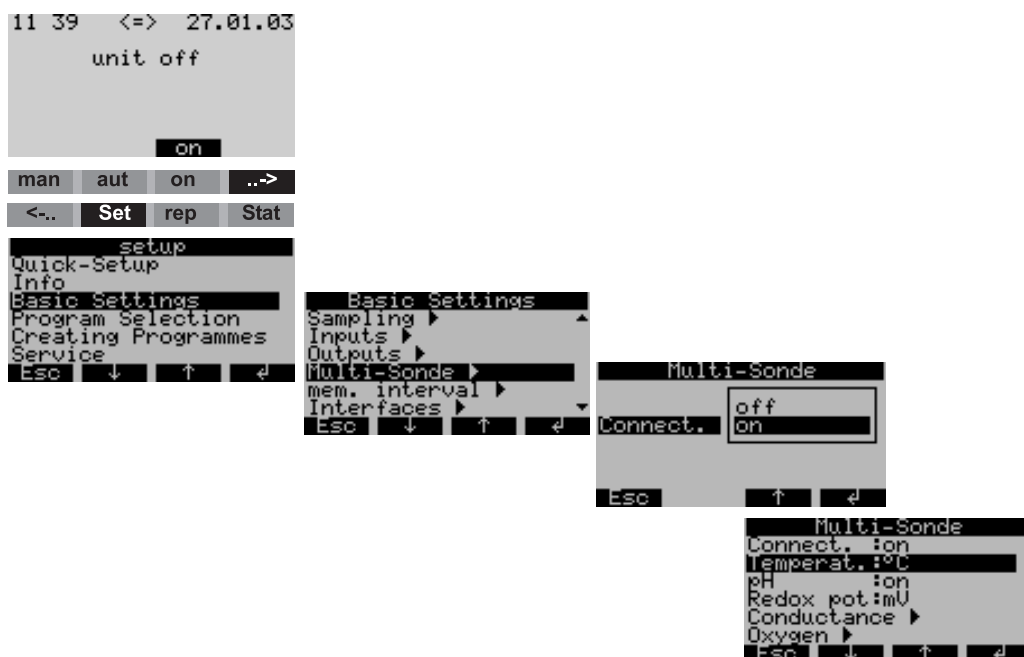 11 39 <=> 27.01.03
unit off
on
man aut on ..->
<-.. Set rep Stat
setup
Quick-Setup
Info
Basic Settings
Program Selection
Creating Programmes
Service
Esc ↓ ↑ ↲
Basic Settings
Sampling ▶
Inputs ▶
Outputs ▶
Multi-Sonde ▶
mem. interval ▶
Interfaces ▶
Esc ↓ ↑ ↲
Multi-Sonde
off
Connect. on
Esc ↑ ↲
Multi-Sonde
Connect. :on
Temperat.:°C
pH :on
Redox pot:mV
Conductance ▶
Oxygen ▶
Esc ↓ ↑ ↲